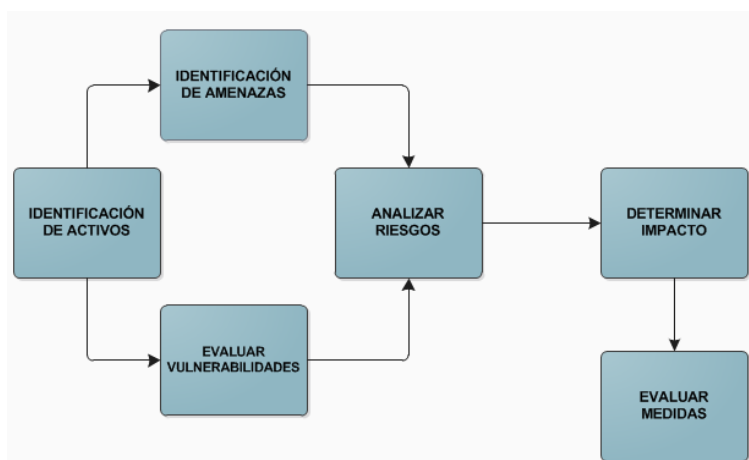 IDENTIFICACIÓN
DE AMENAZAS
IDENTIFICACIÓN
DE ACTIVOS
ANALIZAR
RIESGOS
DETERMINAR
IMPACTO
EVALUAR
VULNERABILIDADES
EVALUAR
MEDIDAS